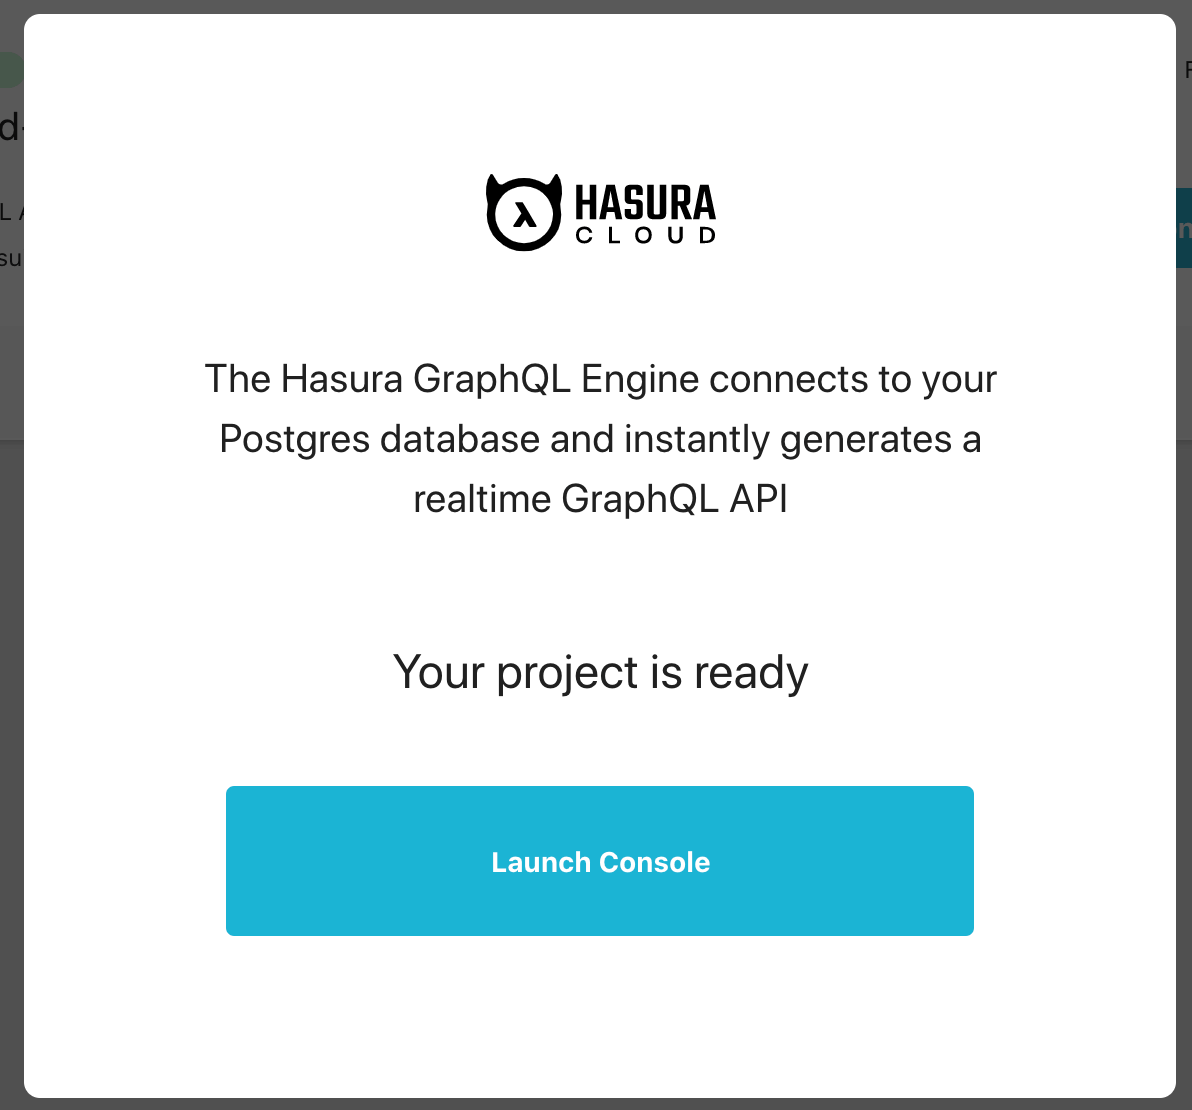 HASURA
CLOUD
The Hasura GraphQL Engine connects to your
Postgres database and instantly generates a
realtime GraphQL API
Your project is ready
Launch Console